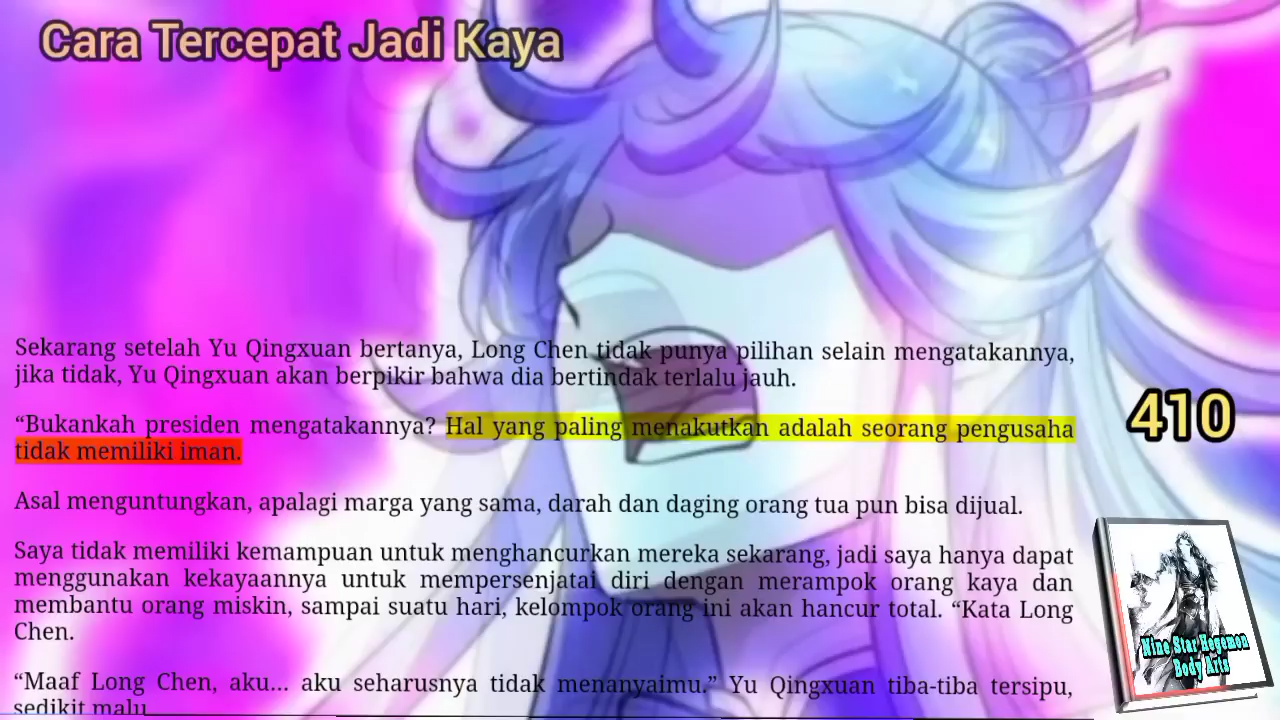 Cara Tercepat Jadi Kaya
Sekarang setelah Yu Qingxuan bertanya, Long Chen tidak punya pilihan selain mengatakannya,
jika tidak, Yu Qingxuan akan berpikir bahwa dia bertindak terlalu jauh.
“Bukankah presiden mengatakannya? Hal yang paling menakutkan adalah seorang pengusaha
tidak memiliki iman.
Asal menguntungkan, apalagi marga yang sama, darah dan daging orang tua pun bisa dijual.
Saya tidak memiliki kemampuan untuk menghancurkan mereka sekarang, jadi saya hanya dapat
menggunakan kekayaannya untuk mempersenjatai diri dengan merampok orang kaya dan
membantu orang miskin, sampai suatu hari, kelompok orang ini akan hancur total. “Kata Long
Chen.
“Maaf Long Chen, aku... aku seharusnya tidak menanyaimu.” Yu Qingxuan tiba-tiba tersipu,
sedikit malu
410
Nine Star Hegemon
Body Arts